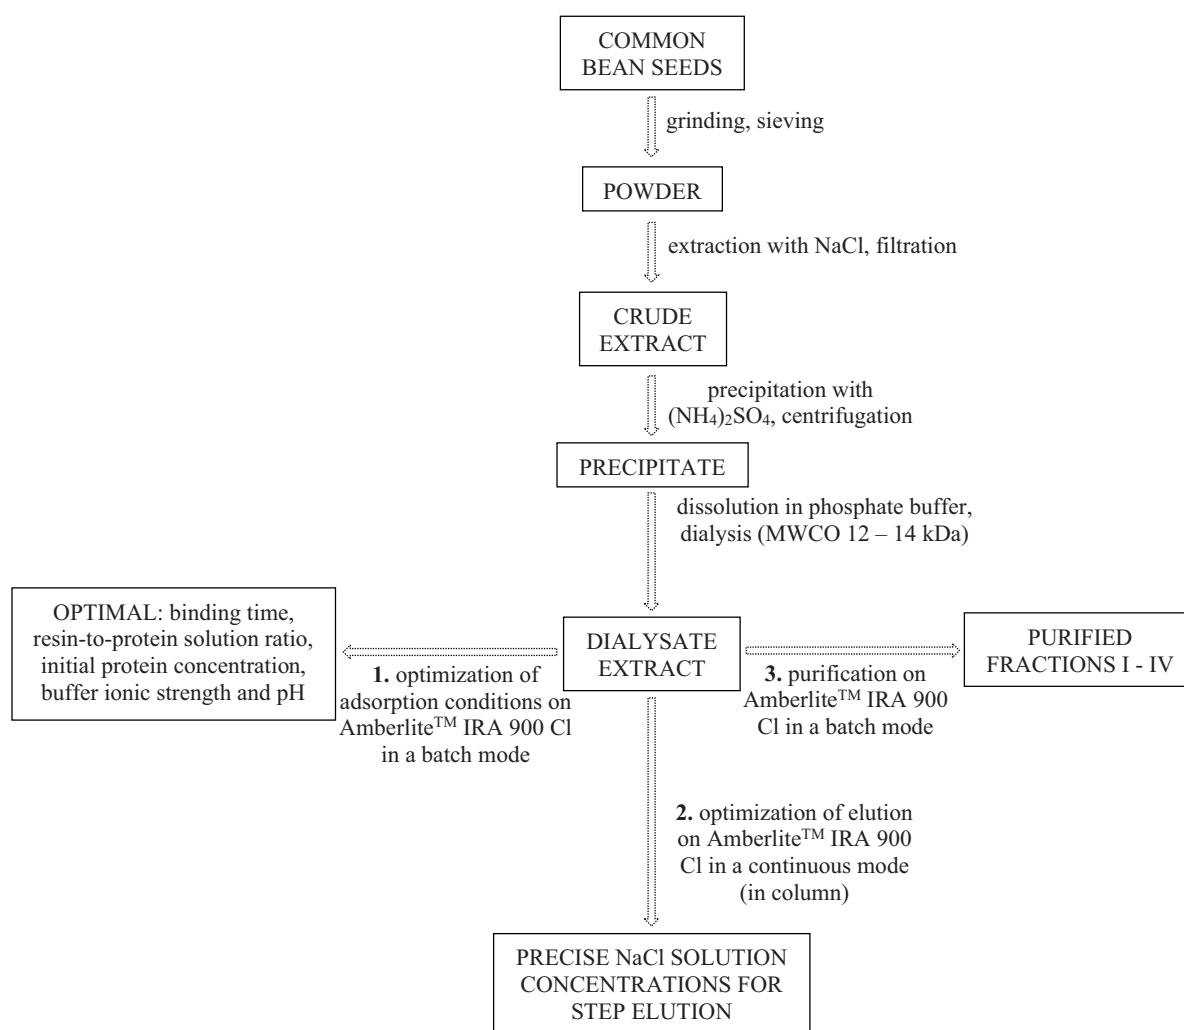 COMMON
BEAN SEEDS
grinding, sieving
POWDER
extraction with NaCl, filtration
CRUDE
EXTRACT
precipitation with
(NH₄)₂SO₄, centrifugation
PRECIPITATE
dissolution in phosphate buffer,
dialysis (MWCO 12 – 14 kDa)
OPTIMAL: binding time,
resin-to-protein solution ratio,
initial protein concentration,
buffer ionic strength and pH
1. optimization of
adsorption conditions on
Amberlite™ IRA 900 Cl
in a batch mode
DIALYSATE
EXTRACT
3. purification on
Amberlite™ IRA 900
Cl in a batch mode
PURIFIED
FRACTIONS I - IV
2. optimization of elution
on Amberlite™ IRA 900
Cl in a continuous mode
(in column)
PRECISE NaCl SOLUTION
CONCENTRATIONS FOR
STEP ELUTION